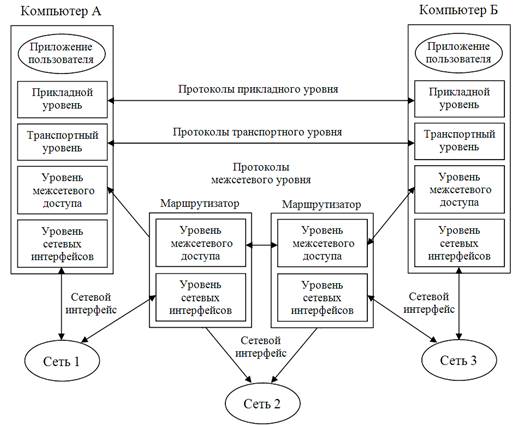 Компьютер А
Компьютер Б
Приложение
пользователя
Приложение
пользователя
Прикладной
уровень
Протоколы прикладного уровня
Прикладной
уровень
Транспортный
уровень
Протоколы транспортного уровня
Транспортный
уровень
Уровень
межсетевого
доступа
Протоколы
межсетевого уровня
Уровень
межсетевого
доступа
Маршрутизатор
Маршрутизатор
Уровень
сетевых
интерфейсов
Уровень
межсетевого
доступа
Уровень
межсетевого
доступа
Уровень
сетевых
интерфейсов
Уровень
сетевых
интерфейсов
Уровень
сетевых
интерфейсов
Сетевой
интерфейс
Сетевой
интерфейс
Сетевой
интерфейс
Сеть 1
Сеть 2
Сеть 3